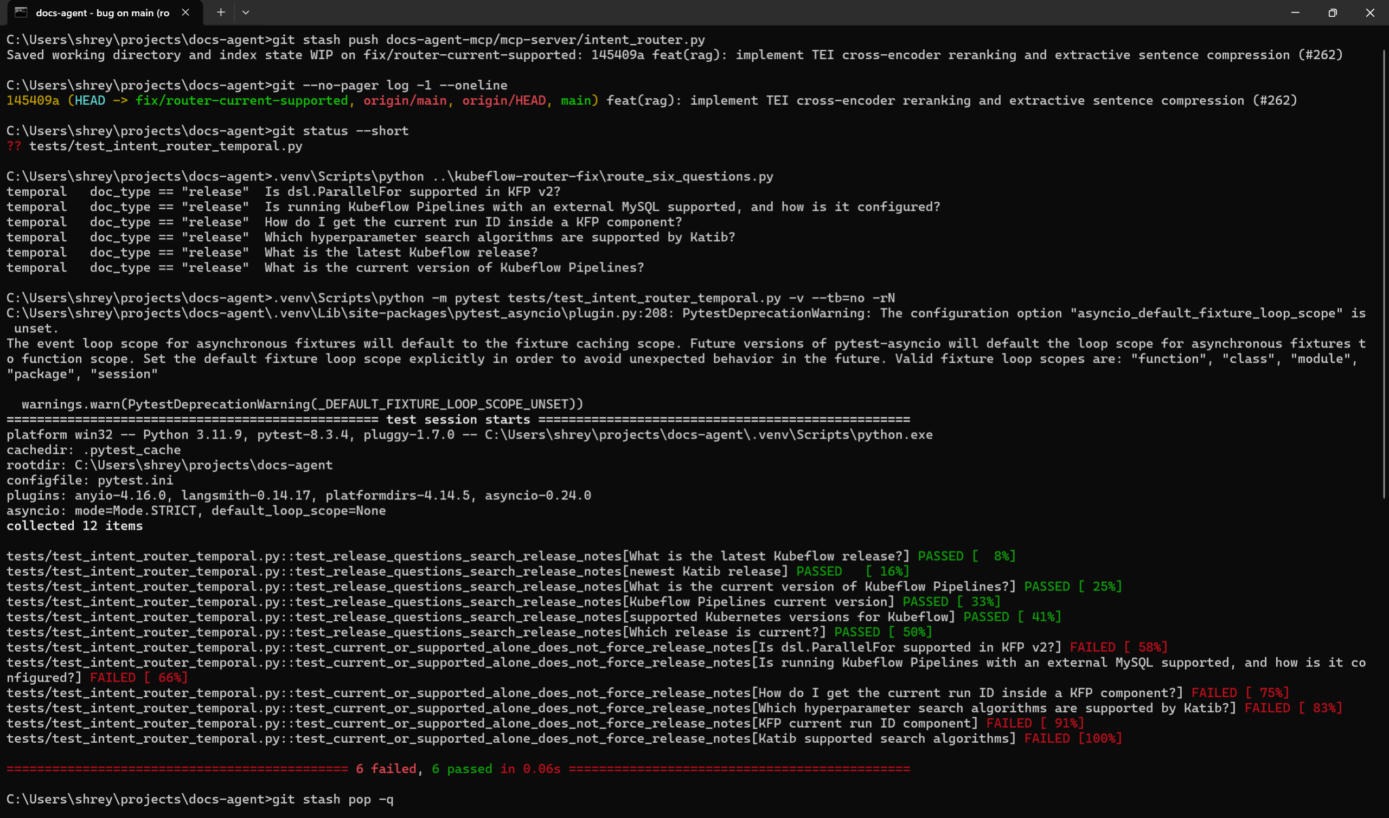 docs-agent - bug on main (ro
C:\Users\shrey\projects\docs-agent>git stash push docs-agent-mcp/mcp-server/intent_router.py
Saved working directory and index state WIP on fix/router-current-supported: 145409a feat(rag): implement TEI cross-encoder reranking and extractive sentence compression (#262)
C:\Users\shrey\projects\docs-agent>git --no-pager log -1 --oneline
145409a (HEAD -> fix/router-current-supported, origin/main, origin/HEAD, main) feat(rag): implement TEI cross-encoder reranking and extractive sentence compression (#262)
C:\Users\shrey\projects\docs-agent>git status --short
?? tests/test_intent_router_temporal.py
C:\Users\shrey\projects\docs-agent>.venv\Scripts\python ..\kubeflow-router-fix\route_six_questions.py
temporal   doc_type == "release"  Is dsl.ParallelFor supported in KFP v2?
temporal   doc_type == "release"  Is running Kubeflow Pipelines with an external MySQL supported, and how is it configured?
temporal   doc_type == "release"  How do I get the current run ID inside a KFP component?
temporal   doc_type == "release"  Which hyperparameter search algorithms are supported by Katib?
temporal   doc_type == "release"  What is the latest Kubeflow release?
temporal   doc_type == "release"  What is the current version of Kubeflow Pipelines?
C:\Users\shrey\projects\docs-agent>.venv\Scripts\python -m pytest tests/test_intent_router_temporal.py -v --tb=no -rN
C:\Users\shrey\projects\docs-agent\.venv\Lib\site-packages\pytest_asyncio\plugin.py:208: PytestDeprecationWarning: The configuration option "asyncio_default_fixture_loop_scope" is
 unset.
The event loop scope for asynchronous fixtures will default to the fixture caching scope. Future versions of pytest-asyncio will default the loop scope for asynchronous fixtures t
o function scope. Set the default fixture loop scope explicitly in order to avoid unexpected behavior in the future. Valid fixture loop scopes are: "function", "class", "module",
"package", "session"
  warnings.warn(PytestDeprecationWarning(_DEFAULT_FIXTURE_LOOP_SCOPE_UNSET))
================================================= test session starts =================================================
platform win32 -- Python 3.11.9, pytest-8.3.4, pluggy-1.7.0 -- C:\Users\shrey\projects\docs-agent\.venv\Scripts\python.exe
cachedir: .pytest_cache
rootdir: C:\Users\shrey\projects\docs-agent
configfile: pytest.ini
plugins: anyio-4.16.0, langsmith-0.14.17, platformdirs-4.14.5, asyncio-0.24.0
asyncio: mode=Mode.STRICT, default_loop_scope=None
collected 12 items
tests/test_intent_router_temporal.py::test_release_questions_search_release_notes[What is the latest Kubeflow release?] PASSED [  8%]
tests/test_intent_router_temporal.py::test_release_questions_search_release_notes[newest Katib release] PASSED   [ 16%]
tests/test_intent_router_temporal.py::test_release_questions_search_release_notes[What is the current version of Kubeflow Pipelines?] PASSED [ 25%]
tests/test_intent_router_temporal.py::test_release_questions_search_release_notes[Kubeflow Pipelines current version] PASSED [ 33%]
tests/test_intent_router_temporal.py::test_release_questions_search_release_notes[supported Kubernetes versions for Kubeflow] PASSED [ 41%]
tests/test_intent_router_temporal.py::test_release_questions_search_release_notes[Which release is current?] PASSED [ 50%]
tests/test_intent_router_temporal.py::test_current_or_supported_alone_does_not_force_release_notes[Is dsl.ParallelFor supported in KFP v2?] FAILED [ 58%]
tests/test_intent_router_temporal.py::test_current_or_supported_alone_does_not_force_release_notes[Is running Kubeflow Pipelines with an external MySQL supported, and how is it co
nfigured?] FAILED [ 66%]
tests/test_intent_router_temporal.py::test_current_or_supported_alone_does_not_force_release_notes[How do I get the current run ID inside a KFP component?] FAILED [ 75%]
tests/test_intent_router_temporal.py::test_current_or_supported_alone_does_not_force_release_notes[Which hyperparameter search algorithms are supported by Katib?] FAILED [ 83%]
tests/test_intent_router_temporal.py::test_current_or_supported_alone_does_not_force_release_notes[KFP current run ID component] FAILED [ 91%]
tests/test_intent_router_temporal.py::test_current_or_supported_alone_does_not_force_release_notes[Katib supported search algorithms] FAILED [100%]
============================================= 6 failed, 6 passed in 0.06s =============================================
C:\Users\shrey\projects\docs-agent>git stash pop -q